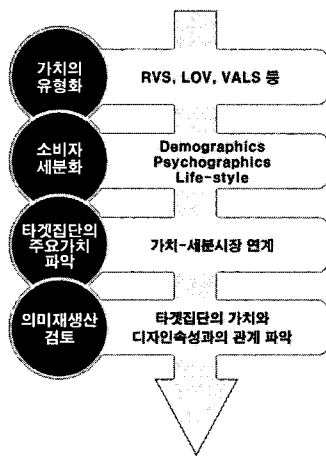 가치의
유형화
RVS, LOV, VALS 등
소비자
세분화
Demographics
Psychographics
Life-style
타겟집단의
주요가치
파악
가치-세분시장 연계
의미재생산
검토
타겟집단의 가치와
디자인속성과의 관계 파악